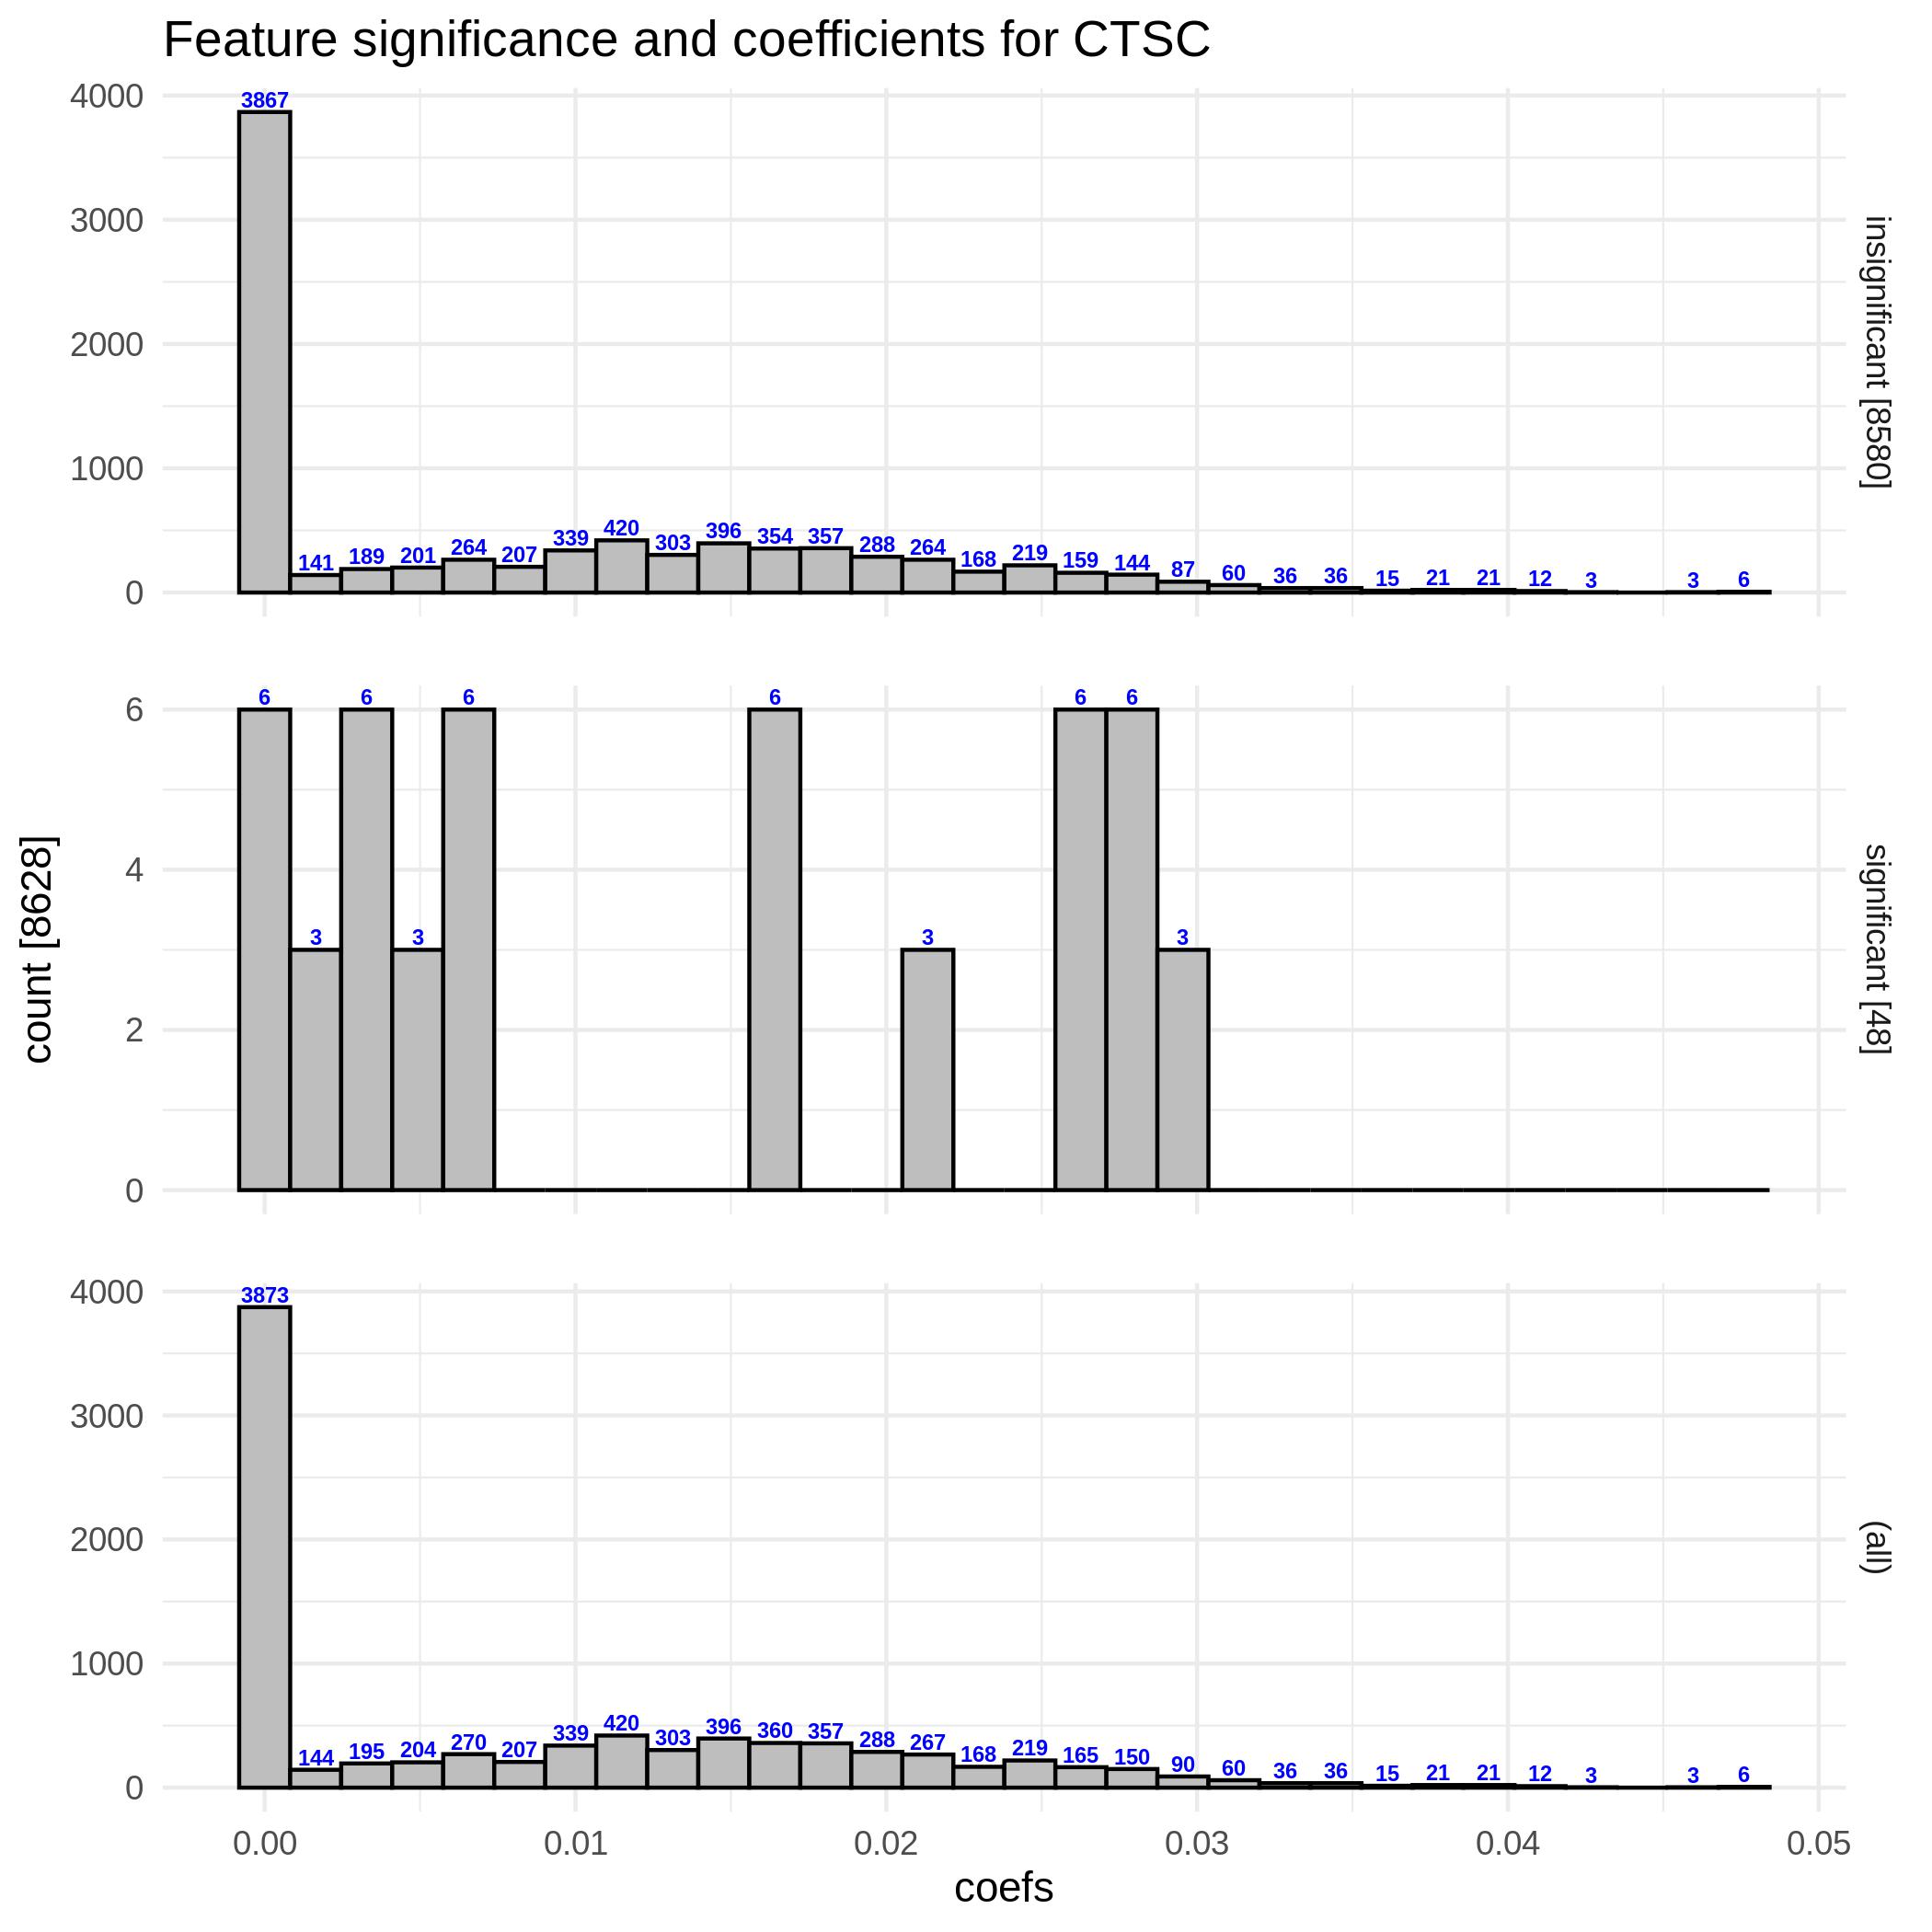 Feature significance and coefficients for CTSC
4000
3000
2000
1000
0
3867
141 189 201 264 207 339 420 303 396 354 357 288 264 168 219 159 144 87 60 36 36 15 21 21 12 3 3 6
insignificant [8580]
count [8628]
6
4
2
0
6 3 6 3 6 6 3 6 6 3
significant [48]
4000
3000
2000
1000
0
3873
144 195 204 270 207 339 420 303 396 360 357 288 267 168 219 165 150 90 60 36 36 15 21 21 12 3 3 6
(all)
0.00 0.01 0.02 0.03 0.04 0.05
coefs